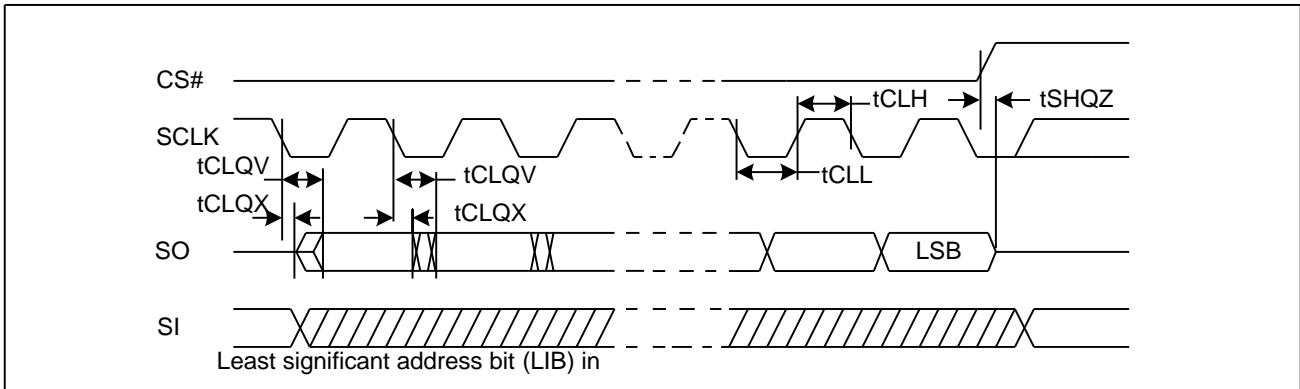 CS#
tCLH
tSHQZ
SCLK
tCLQV
tCLQV
tCLL
tCLQX
tCLQX
SO
LSB
SI
Least significant address bit (LIB) in